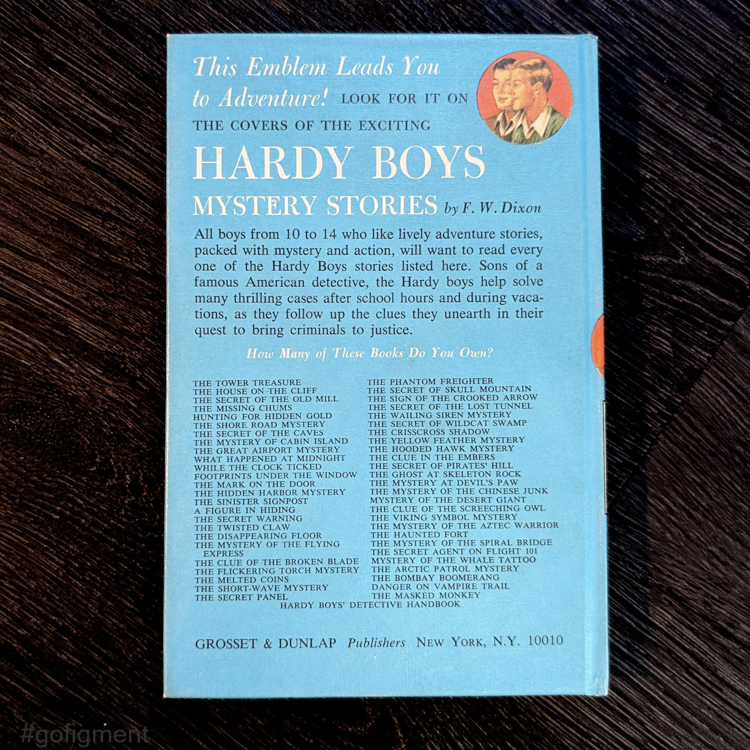 This Emblem Leads You
to Adventure! LOOK FOR IT ON
THE COVERS OF THE EXCITING
HARDY BOYS
MYSTERY STORIES by F. W. Dixon
All boys from 10 to 14 who like lively adventure stories,
packed with mystery and action, will want to read every
one of the Hardy Boys stories listed here. Sons of a
famous American detective, the Hardy boys help solve
many thrilling cases after school hours and during vaca-
tions, as they follow up the clues they unearth in their
quest to bring criminals to justice.
How Many of These Books Do You Own?
THE TOWER TREASURE
THE HOUSE ON THE CLIFF
THE SECRET OF THE OLD MILL
THE MISSING CHUMS
HUNTING FOR HIDDEN GOLD
THE SHORE ROAD MYSTERY
THE SECRET OF THE CAVES
THE MYSTERY OF CABIN ISLAND
THE GREAT AIRPORT MYSTERY
WHAT HAPPENED AT MIDNIGHT
WHILE THE CLOCK TICKED
FOOTPRINTS UNDER THE WINDOW
THE MARK ON THE DOOR
THE HIDDEN HARBOR MYSTERY
THE SINISTER SIGNPOST
A FIGURE IN HIDING
THE SECRET WARNING
THE TWISTED CLAW
THE DISAPPEARING FLOOR
THE MYSTERY OF THE FLYING
EXPRESS
THE CLUE OF THE BROKEN BLADE
THE FLICKERING TORCH MYSTERY
THE MELTED COINS
THE SHORT-WAVE MYSTERY
THE SECRET PANEL
THE PHANTOM FREIGHTER
THE SECRET OF SKULL MOUNTAIN
THE SIGN OF THE CROOKED ARROW
THE SECRET OF THE LOST TUNNEL
THE WAILING SIREN MYSTERY
THE SECRET OF WILDCAT SWAMP
THE CRISSCROSS SHADOW
THE YELLOW FEATHER MYSTERY
THE HOODED HAWK MYSTERY
THE CLUE IN THE EMBERS
THE SECRET OF PIRATES' HILL
THE GHOST AT SKELETON ROCK
THE MYSTERY AT DEVIL'S PAW
THE MYSTERY OF THE CHINESE JUNK
MYSTERY OF THE DESERT GIANT
THE CLUE OF THE SCREECHING OWL
THE VIKING SYMBOL MYSTERY
THE MYSTERY OF THE AZTEC WARRIOR
THE HAUNTED FORT
THE MYSTERY OF THE SPIRAL BRIDGE
THE SECRET AGENT ON FLIGHT 101
MYSTERY OF THE WHALE TATTOO
THE ARCTIC PATROL MYSTERY
THE BOMBAY BOOMERANG
DANGER ON VAMPIRE TRAIL
THE MASKED MONKEY
HARDY BOYS' DETECTIVE HANDBOOK
GROSSET & DUNLAP Publishers NEW YORK, N.Y. 10010
#gofigment